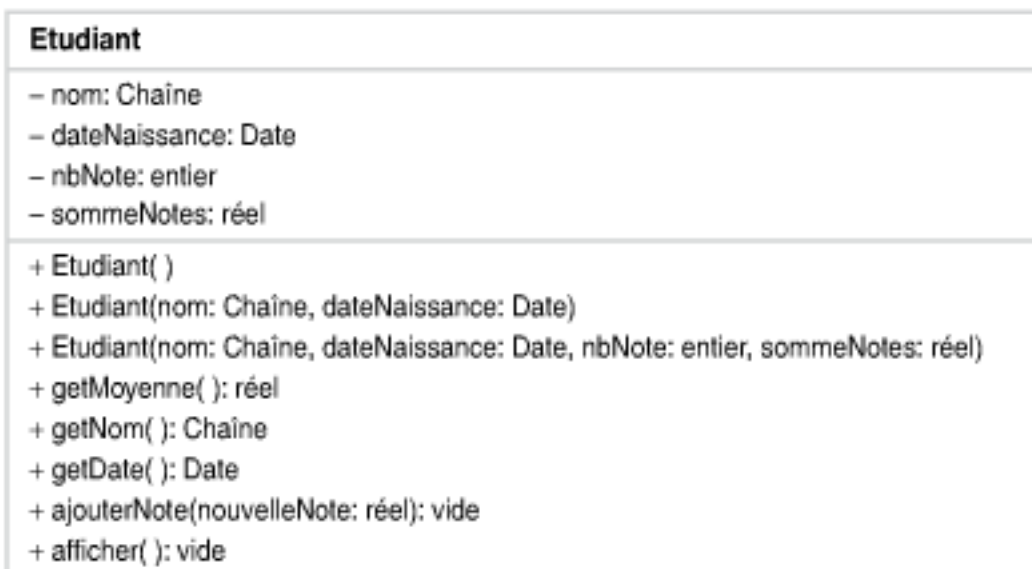 Etudiant
– nom: Chaîne
– dateNaissance: Date
– nbNote: entier
– sommeNotes: réel
+ Etudiant( )
+ Etudiant(nom: Chaîne, dateNaissance: Date)
+ Etudiant(nom: Chaîne, dateNaissance: Date, nbNote: entier, sommeNotes: réel)
+ getMoyenne( ): réel
+ getNom( ): Chaîne
+ getDate( ): Date
+ ajouterNote(nouvelleNote: réel): vide
+ afficher( ): vide